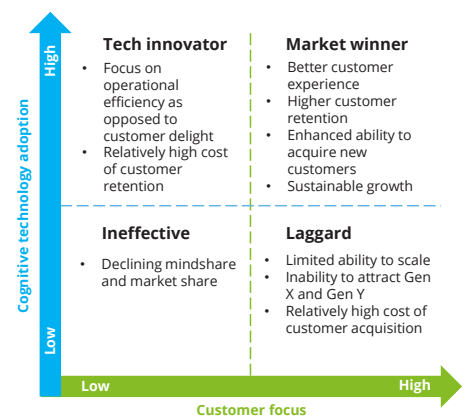 High
Cognitive technology adoption
Low
Tech innovator
• Focus on
operational
efficiency as
opposed to
customer delight
• Relatively high cost
of customer
retention
Market winner
• Better customer
experience
• Higher customer
retention
• Enhanced ability to
acquire new
customers
• Sustainable growth
Ineffective
• Declining mindshare
and market share
Laggard
• Limited ability to scale
• Inability to attract Gen
X and Gen Y
• Relatively high cost of
customer acquisition
Low
High
Customer focus